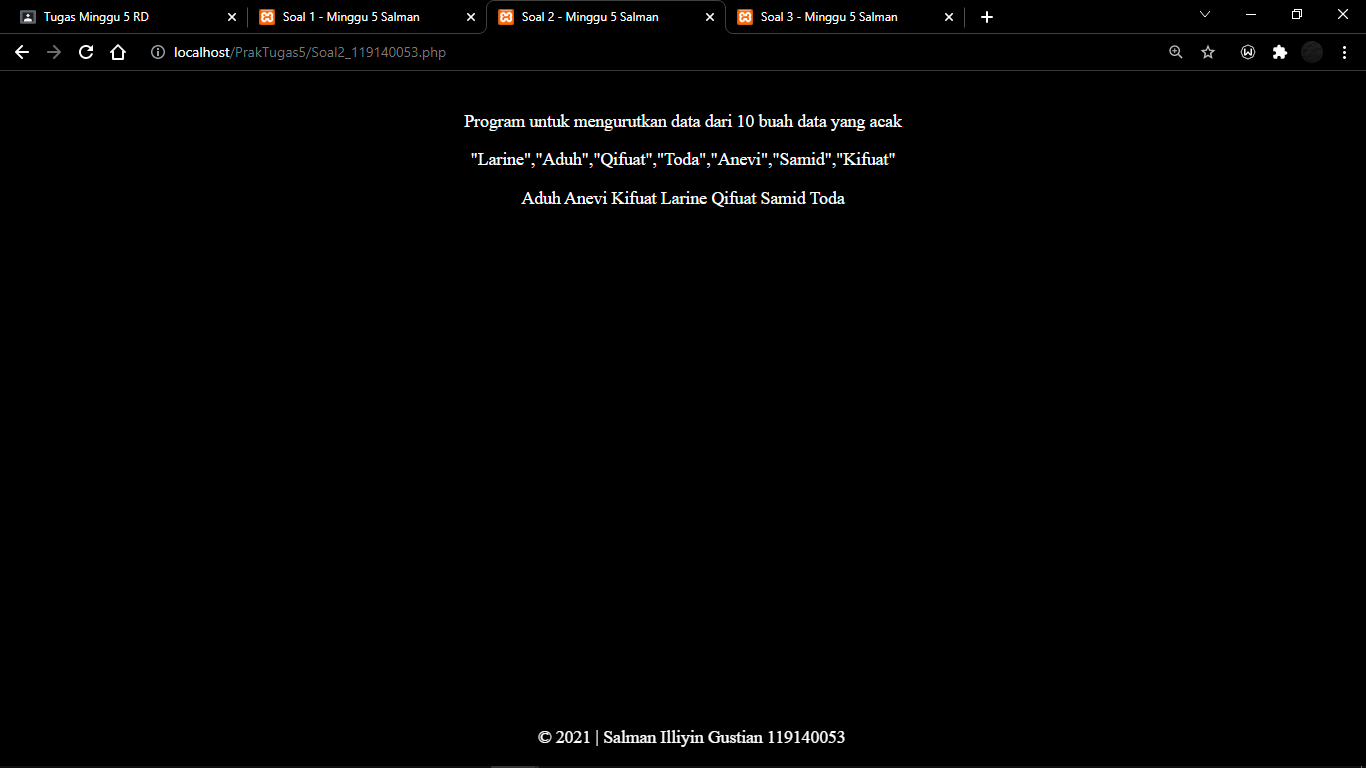 Tugas Minggu 5 RD
Soal 1 - Minggu 5 Salman
Soal 2 - Minggu 5 Salman
Soal 3 - Minggu 5 Salman
localhost/PrakTugas5/Soal2_119140053.php
Program untuk mengurutkan data dari 10 buah data yang acak
"Larine","Aduh","Qifuat","Toda","Anevi","Samid","Kifuat"
Aduh Anevi Kifuat Larine Qifuat Samid Toda
© 2021 | Salman Illiyin Gustian 119140053